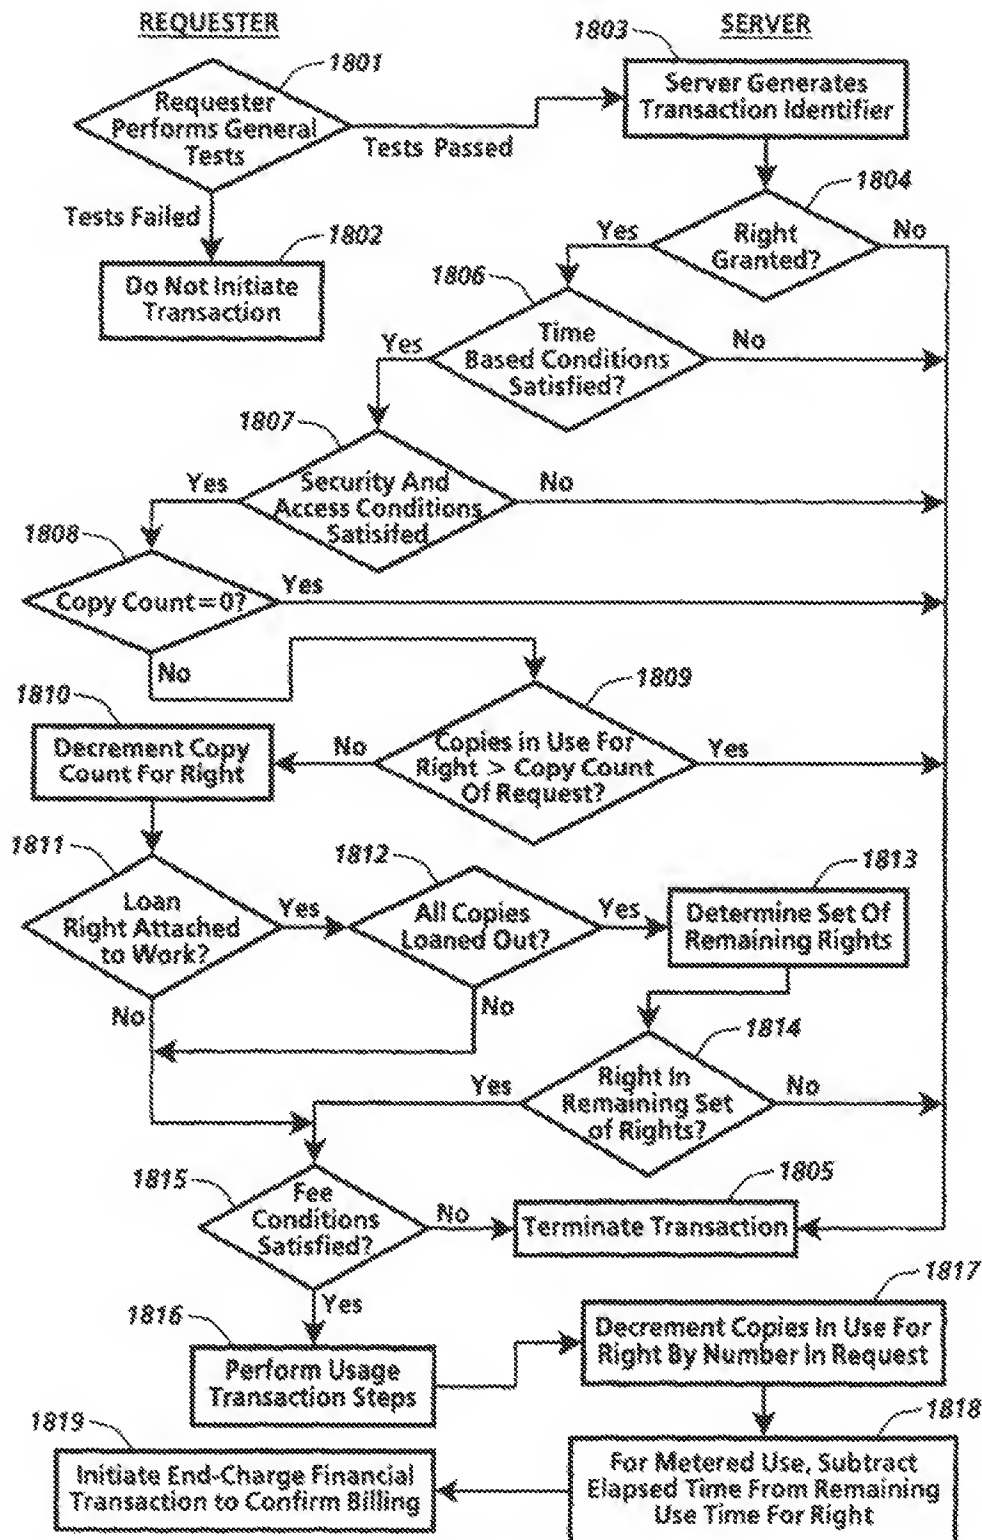 REQUESTER
SERVER
1801
1803
Requester
Performs General
Tests
Server Generates
Transaction Identifier
Tests Passed
Tests Failed
1802
Do Not Initiate
Transaction
1804
Right
Granted?
Yes
No
1806
Time
Based Conditions
Satisfied?
Yes
No
1807
Security And
Access Conditions
Satisifed
Yes
No
1808
Copy Count=0?
Yes
No
1809
Copies in Use For
Right > Copy Count
Of Request?
No
Yes
1810
Decrement Copy
Count For Right
1811
Loan
Right Attached
to Work?
Yes
No
1812
All Copies
Loaned Out?
Yes
No
1813
Determine Set Of
Remaining Rights
1814
Right In
Remaining Set
of Rights?
Yes
No
1815
Fee
Conditions
Satisfied?
No
Yes
1805
Terminate Transaction
1816
Perform Usage
Transaction Steps
1817
Decrement Copies In Use For
Right By Number In Request
1818
For Metered Use, Subtract
Elapsed Time From Remaining
Use Time For Right
1819
Initiate End-Charge Financial
Transaction to Confirm Billing